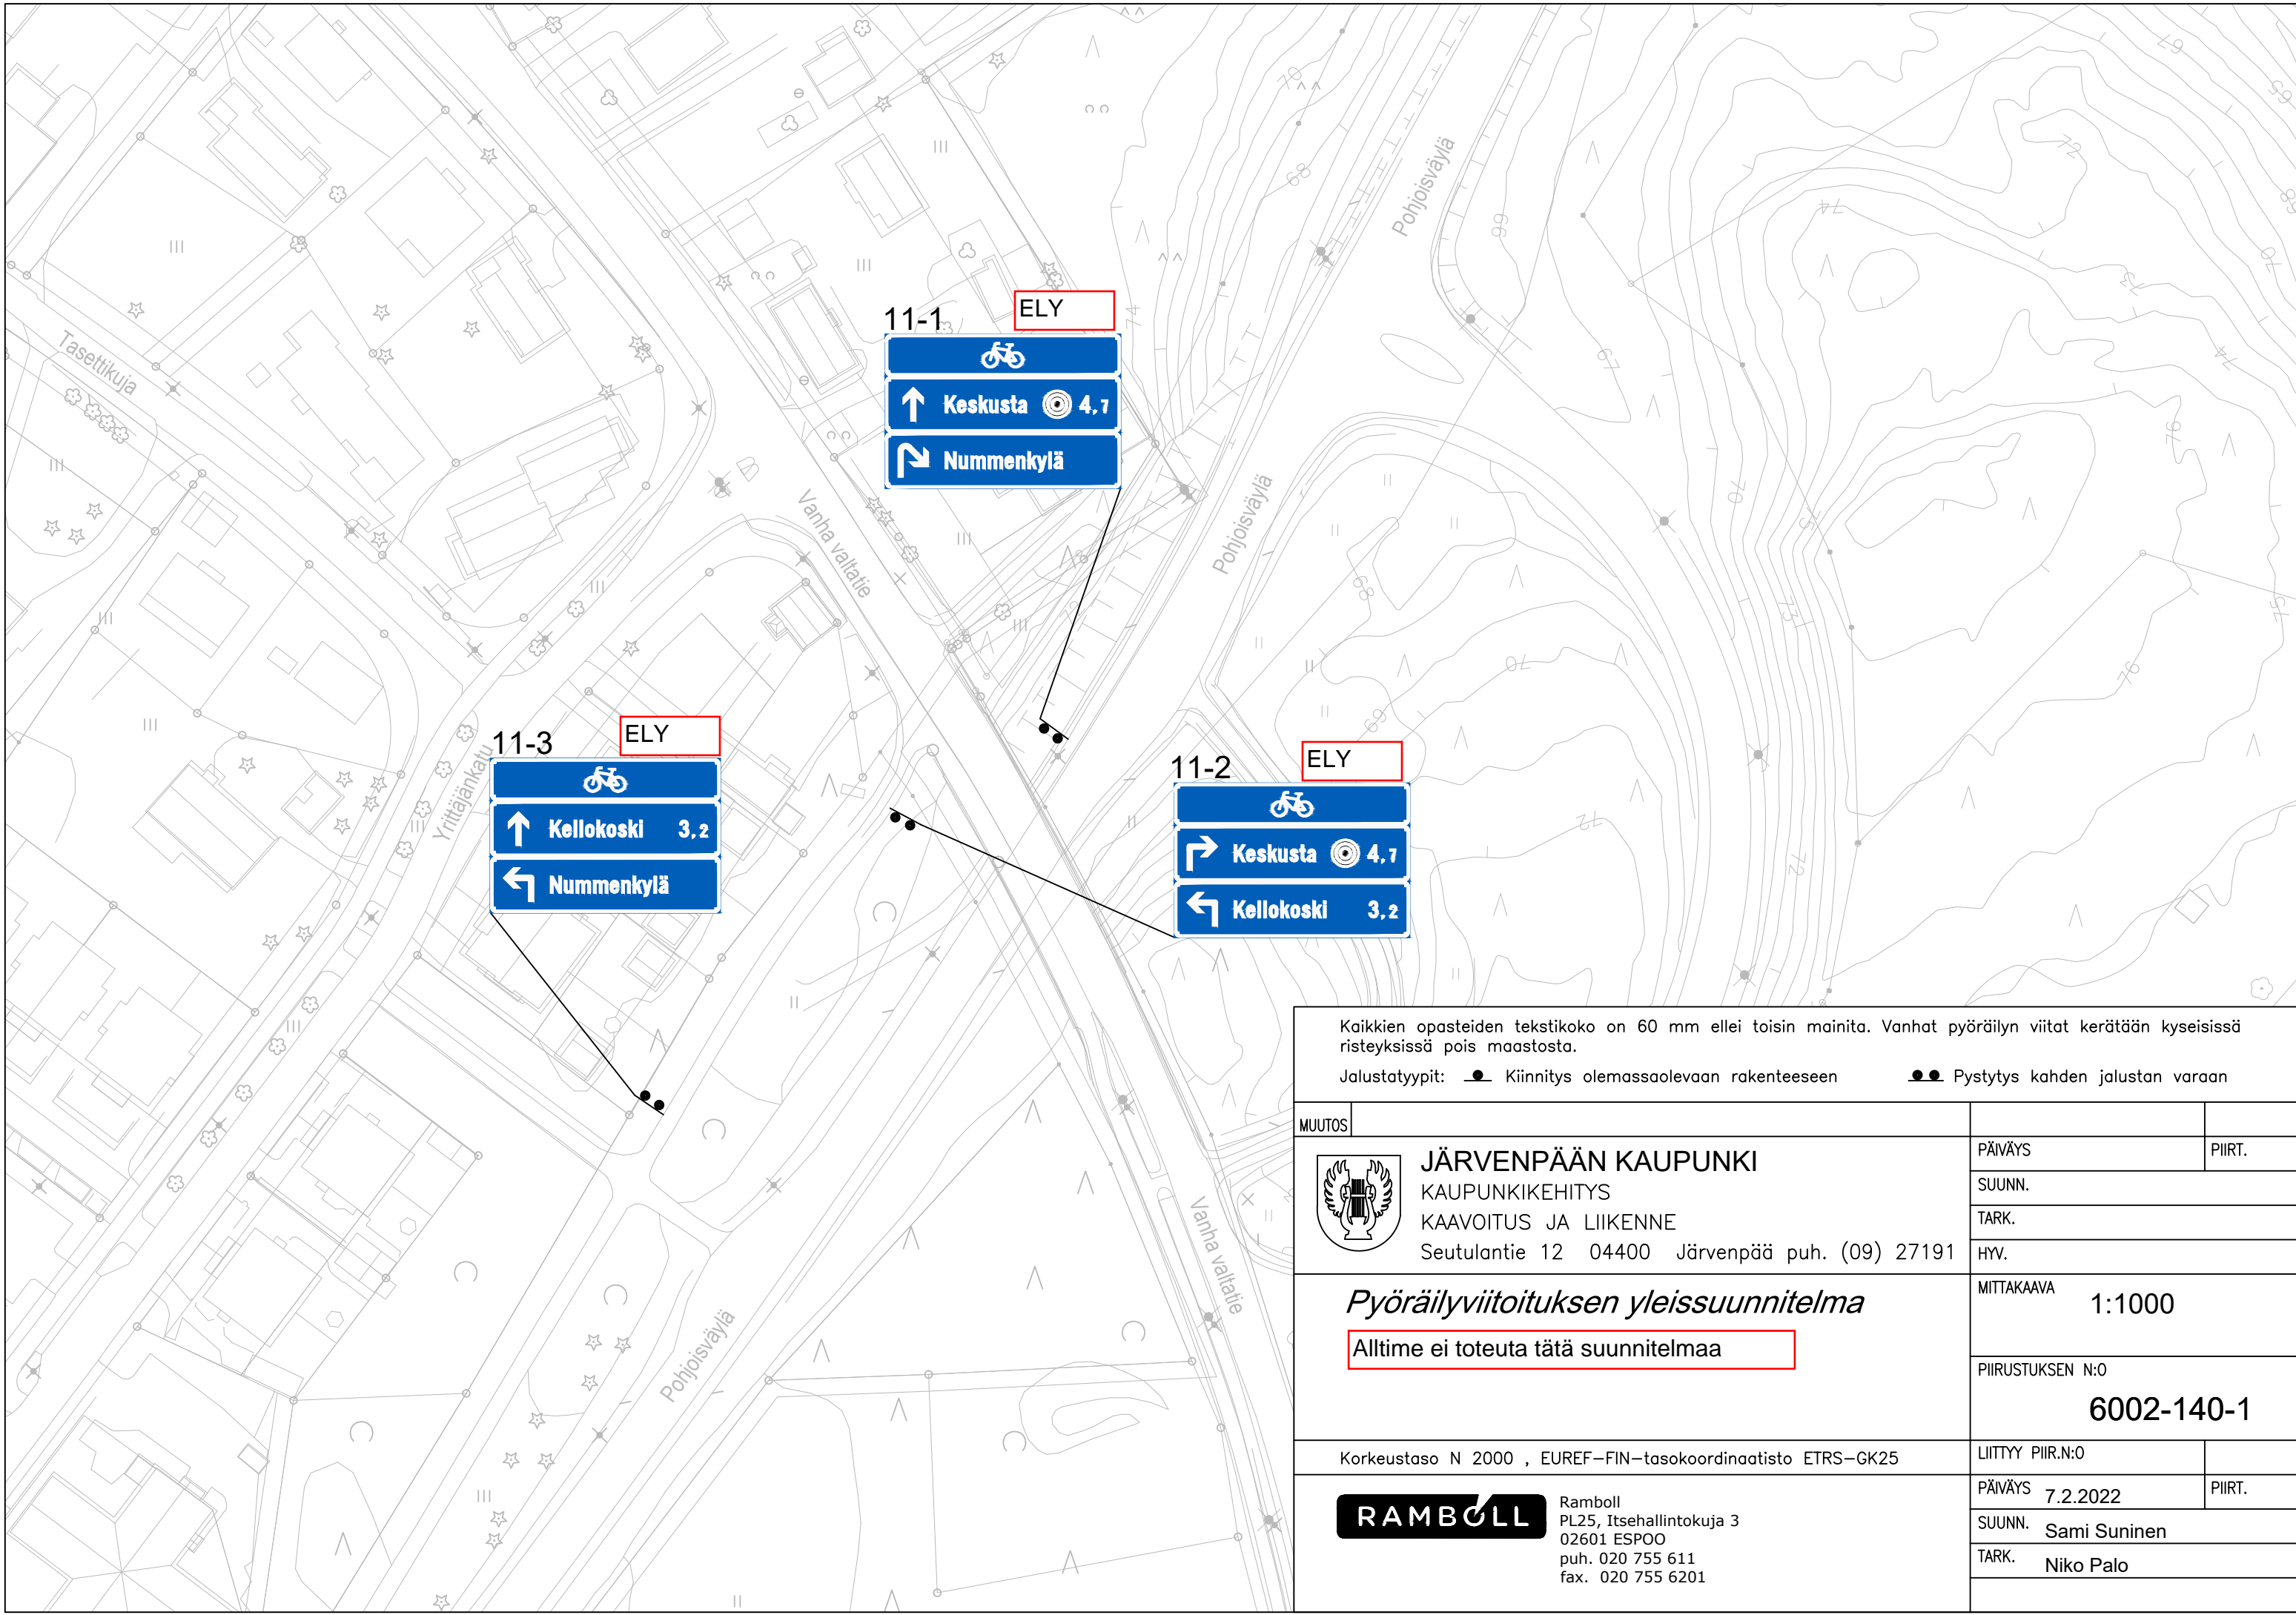 Pohjoisväylä
Tasettikuja
11-1
ELY
Keskusta 4,7
Nummenkylä
Vanha valtatie
Pohjoisväylä
Yrittäjänkatu
11-3
ELY
Kellokoski 3,2
Nummenkylä
11-2
ELY
Keskusta 4,7
Kellokoski 3,2
Vanha valtatie
Pohjoisväylä
Kaikkien opasteiden tekstikoko on 60 mm ellei toisin mainita. Vanhat pyöräilyn viitat kerätään kyseisissä
risteyksissä pois maastosta.
Jalustatyypit: Kiinnitys olemassaolevaan rakenteeseen Pystytys kahden jalustan varaan
MUUTOS
JÄRVENPÄÄN KAUPUNKI
KAUPUNKIKEHITYS
KAAVOITUS JA LIIKENNE
Seutulantie 12 04400 Järvenpää puh. (09) 27191
PÄIVÄYS PIIRT.
SUUNN.
TARK.
HYV.
Pyöräilyviitoituksen yleissuunnitelma
Alltime ei toteuta tätä suunnitelmaa
MITTAKAAVA
1:1000
PIIRUSTUKSEN N:O
6002-140-1
Korkeustaso N 2000 , EUREF-FIN-tasokoordinaatisto ETRS-GK25
LIITTYY PIIR.N:O
RAMBOLL
Ramboll
PL25, Itsehallintokuja 3
02601 ESPOO
puh. 020 755 611
fax. 020 755 6201
PÄIVÄYS 7.2.2022 PIIRT.
SUUNN. Sami Suninen
TARK. Niko Palo